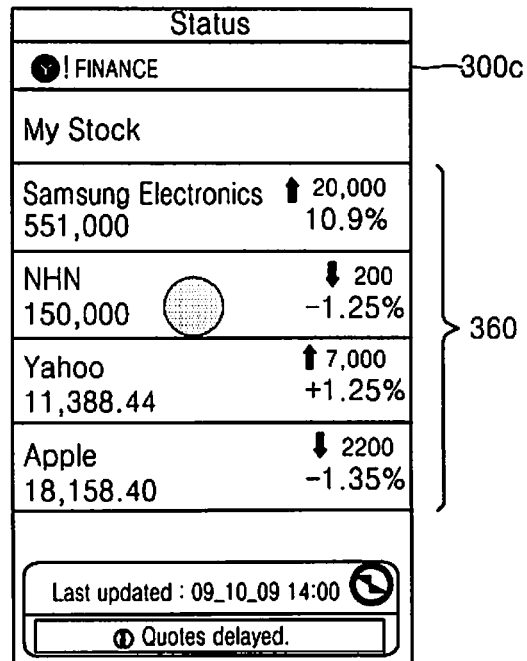 Status
Y! FINANCE
300c
My Stock
Samsung Electronics ⬆ 20,000
551,000 10.9%
NHN ⬇ 200
150,000 -1.25%
360
Yahoo ⬆ 7,000
11,388.44 +1.25%
Apple ⬇ 2200
18,158.40 -1.35%
Last updated : 09_10_09 14:00
Quotes delayed.